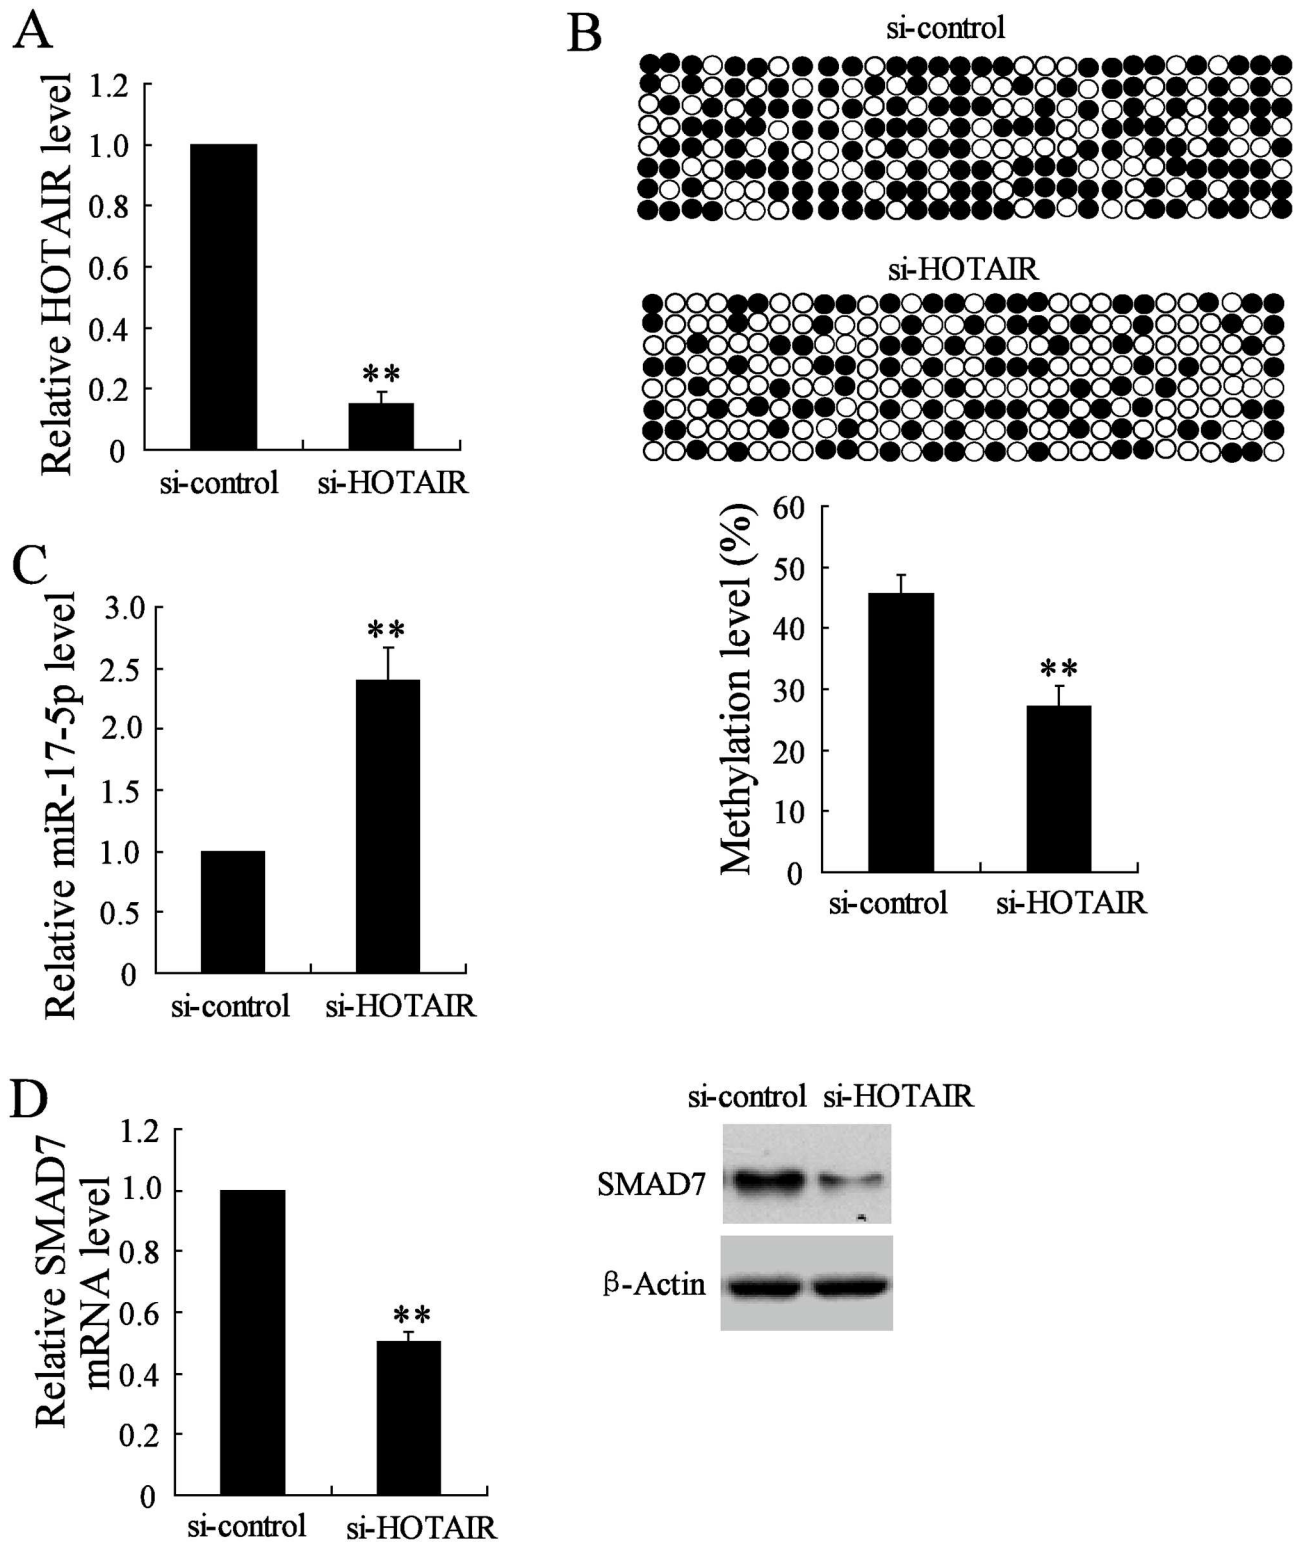 A
Relative HOTAIR level
1.2
1.0
0.8
0.6
0.4
0.2
0
**
si-control
si-HOTAIR
B
si-control
si-HOTAIR
Methylation level (%)
60
50
40
30
20
10
0
**
si-control
si-HOTAIR
C
Relative miR-17-5p level
3.0
2.5
2.0
1.5
1.0
0.5
0
**
si-control
si-HOTAIR
D
Relative SMAD7
mRNA level
1.2
1.0
0.8
0.6
0.4
0.2
0
**
si-control
si-HOTAIR
si-control
si-HOTAIR
SMAD7
β-Actin